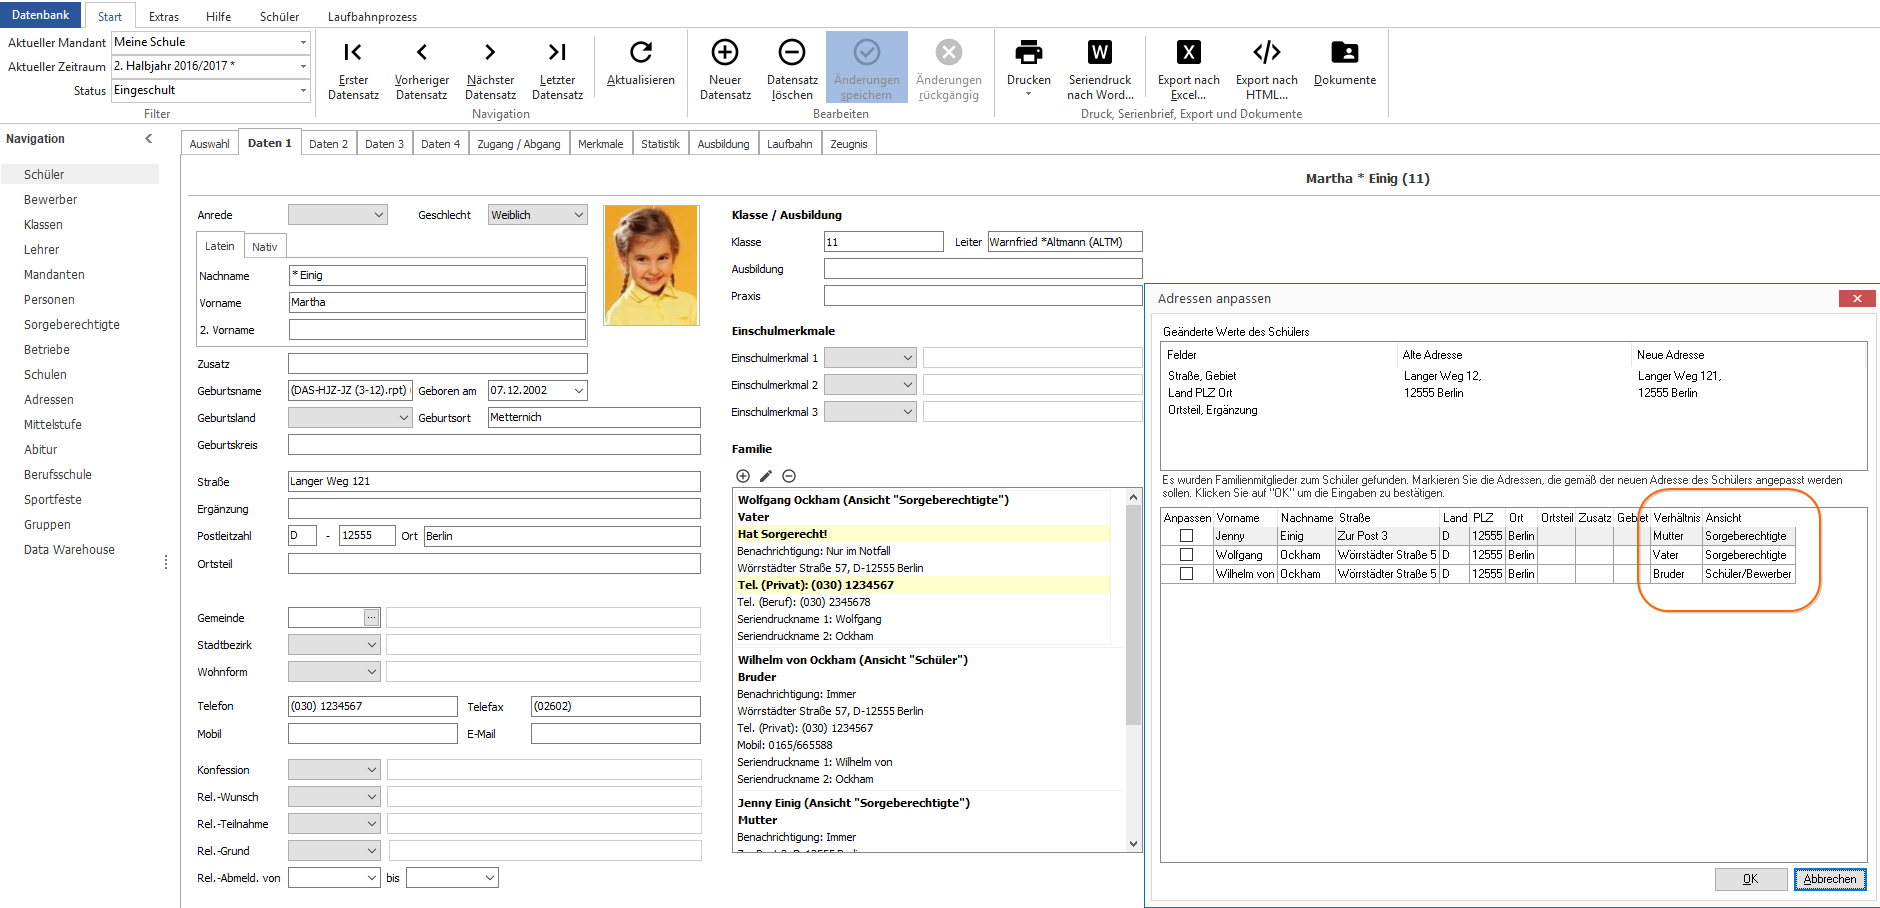 Datenbank Start Extras Hilfe Schüler Laufbahnprozess
Aktueller Mandant Meine Schule
Aktueller Zeitraum 2. Halbjahr 2016/2017 *
Status Eingeschult
Filter
Erster Datensatz
Vorheriger Datensatz
Nächster Datensatz
Letzter Datensatz
Aktualisieren
Navigation
Neuer Datensatz
Datensatz löschen
Änderungen speichern
Änderungen rückgängig
Bearbeiten
Drucken
Seriendruck nach Word...
Export nach Excel...
Export nach HTML...
Dokumente
Druck, Serienbrief, Export und Dokumente
Navigation
Schüler
Bewerber
Klassen
Lehrer
Mandanten
Personen
Sorgeberechtigte
Betriebe
Schulen
Adressen
Mittelstufe
Abitur
Berufsschule
Sportfeste
Gruppen
Data Warehouse
Auswahl Daten 1 Daten 2 Daten 3 Daten 4 Zugang / Abgang Merkmale Statistik Ausbildung Laufbahn Zeugnis
Martha * Einig (11)
Anrede Geschlecht Weiblich
Latein Nativ
Nachname * Einig
Vorname Martha
2. Vorname
Zusatz
Geburtsname (DAS-HJZ-JZ (3-12).rpt) Geboren am 07.12.2002
Geburtsland Geburtsort Metternich
Geburtskreis
Straße Langer Weg 121
Ergänzung
Postleitzahl D - 12555 Ort Berlin
Ortsteil
Gemeinde ...
Stadtbezirk
Wohnform
Telefon (030) 1234567 Telefax (02602)
Mobil E-Mail
Konfession
Rel.-Wunsch
Rel.-Teilnahme
Rel.-Grund
Rel.-Abmeld. von bis
Klasse / Ausbildung
Klasse 11 Leiter Warnfried *Altmann (ALTM)
Ausbildung
Praxis
Einschulmerkmale
Einschulmerkmal 1
Einschulmerkmal 2
Einschulmerkmal 3
Familie
Wolfgang Ockham (Ansicht "Sorgeberechtigte")
Vater
Hat Sorgerecht!
Benachrichtigung: Nur im Notfall
Wörrstädter Straße 57, D-12555 Berlin
Tel. (Privat): (030) 1234567
Tel. (Beruf): (030) 2345678
Seriendruckname 1: Wolfgang
Seriendruckname 2: Ockham
Wilhelm von Ockham (Ansicht "Schüler")
Bruder
Benachrichtigung: Immer
Wörrstädter Straße 57, D-12555 Berlin
Tel. (Privat): (030) 1234567
Mobil: 0165/665588
Seriendruckname 1: Wilhelm von
Seriendruckname 2: Ockham
Jenny Einig (Ansicht "Sorgeberechtigte")
Mutter
Benachrichtigung: Immer
Adressen anpassen
Geänderte Werte des Schülers
Felder Alte Adresse Neue Adresse
Straße, Gebiet Langer Weg 12, Langer Weg 121,
Land PLZ Ort 12555 Berlin 12555 Berlin
Ortsteil, Ergänzung
Es wurden Familienmitglieder zum Schüler gefunden. Markieren Sie die Adressen, die gemäß der neuen Adresse des Schülers angepasst werden
sollen. Klicken Sie auf "OK" um die Eingaben zu bestätigen.
Anpassen Vorname Nachname Straße Land PLZ Ort Ortsteil Zusatz Gebiet Verhältnis Ansicht
Jenny Einig Zur Post 3 D 12555 Berlin Mutter Sorgeberechtigte
Wolfgang Ockham Wörrstädter Straße 5 D 12555 Berlin Vater Sorgeberechtigte
Wilhelm von Ockham Wörrstädter Straße 5 D 12555 Berlin Bruder Schüler/Bewerber
OK Abbrechen